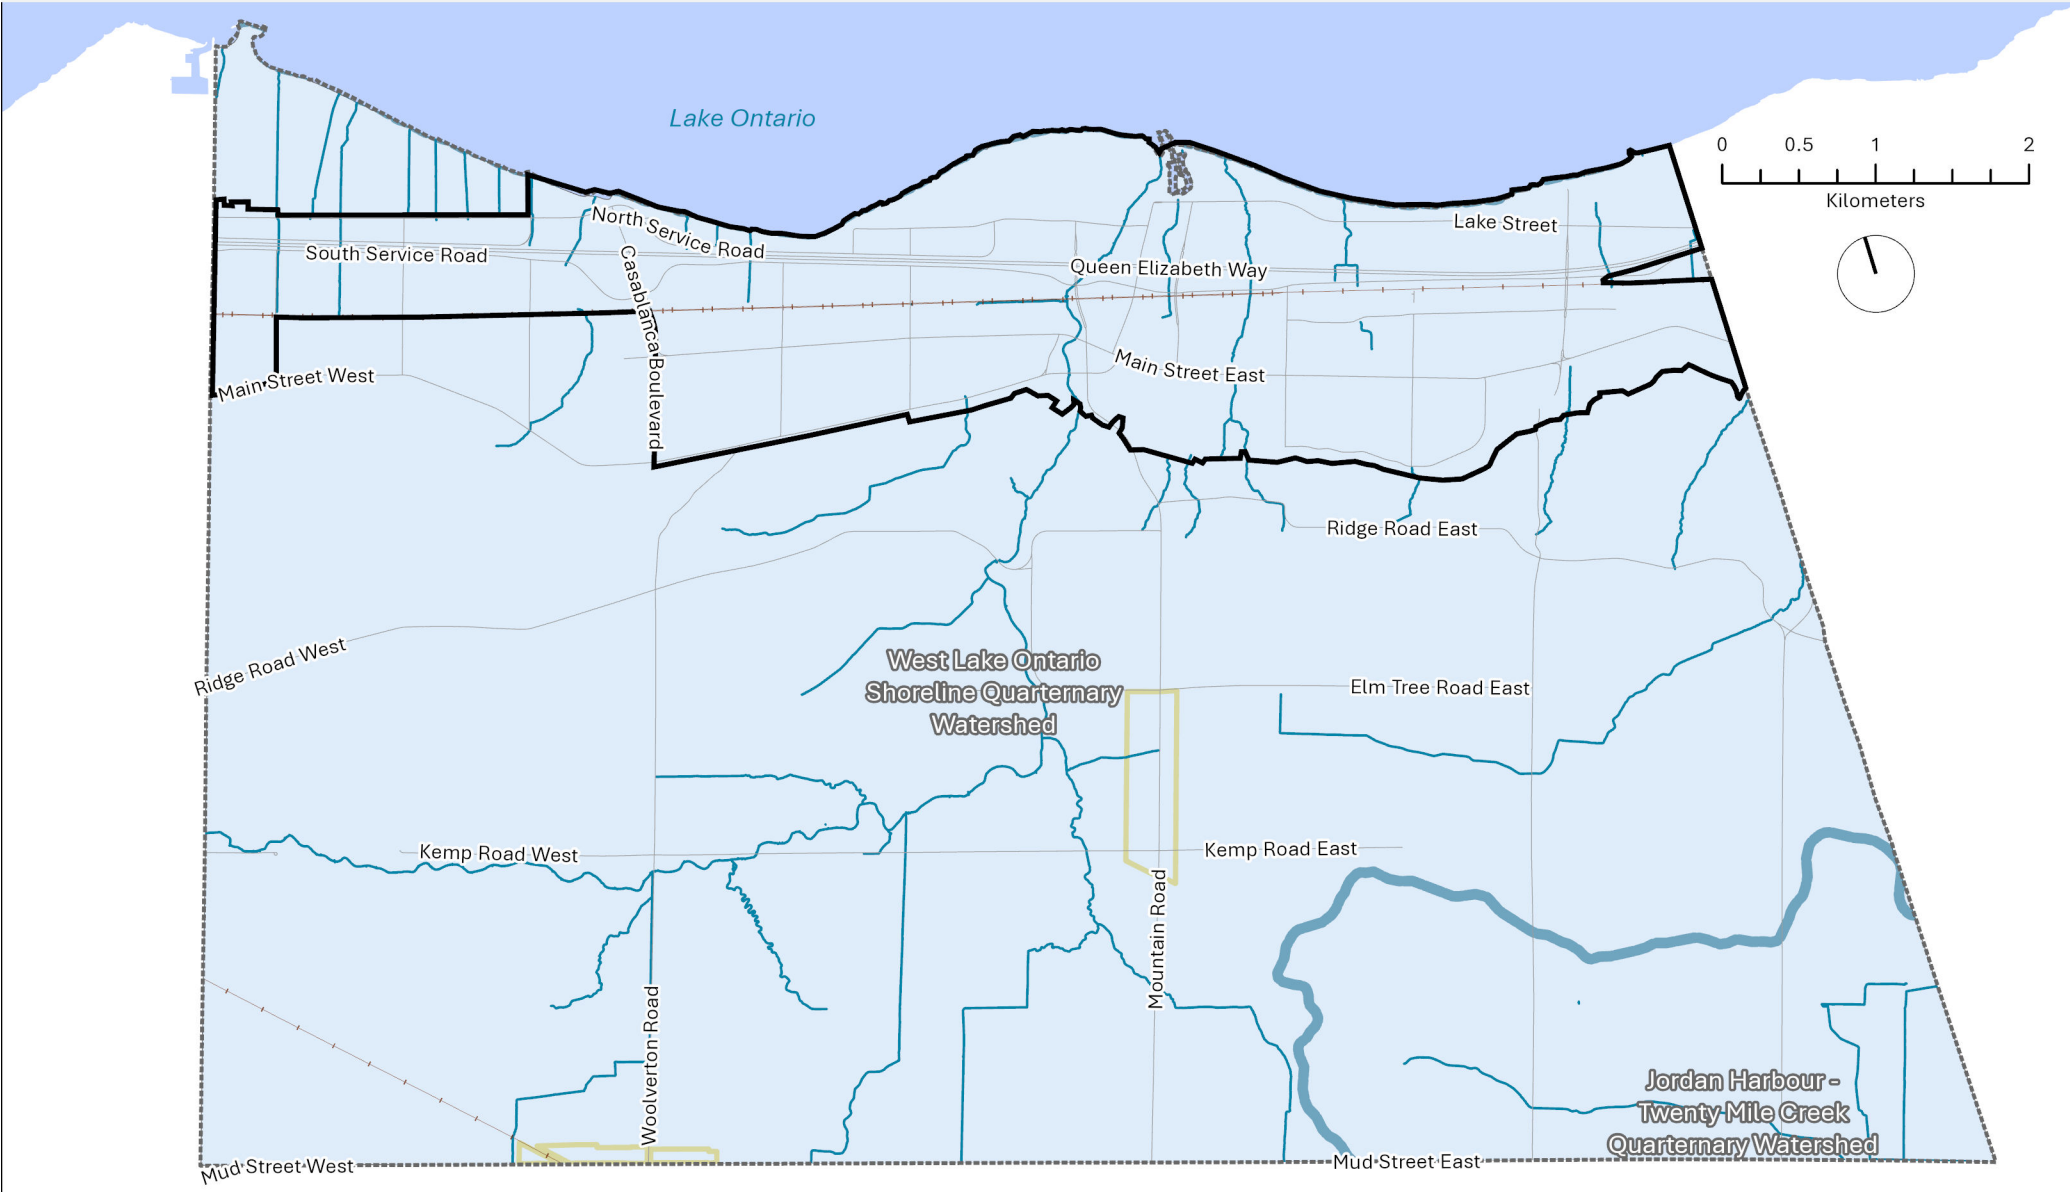 Lake Ontario
0 0.5 1 2
Kilometers
North Service Road
Lake Street
South Service Road
Queen Elizabeth Way
Casablanca Boulevard
Main Street West
Main Street East
Ridge Road East
Ridge Road West
West Lake Ontario
Shoreline Quarternary
Watershed
Elm Tree Road East
Kemp Road West
Kemp Road East
Mountain Road
Woolverton Road
Jordan Harbour -
Twenty Mile Creek
Quarternary Watershed
Mud Street West
Mud Street East